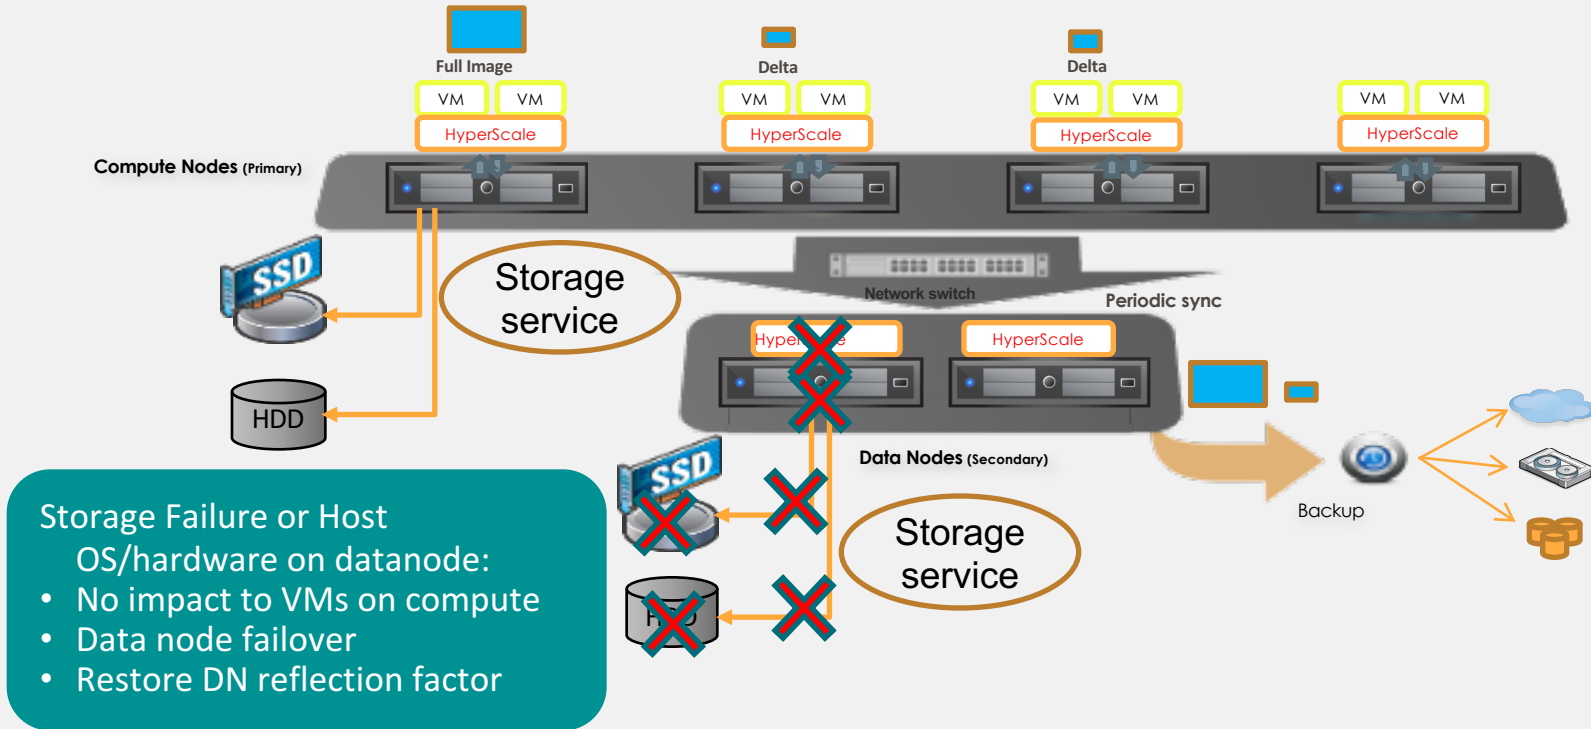 Full Image
Delta
Delta
VM VM
VM VM
VM VM
VM VM
HyperScale
HyperScale
HyperScale
HyperScale
Compute Nodes (Primary)
SSD
Storage
service
Network switch
Periodic sync
HDD
HyperScale
Data Nodes (Secondary)
SSD
Storage
service
Backup
Storage Failure or Host
OS/hardware on datanode:
• No impact to VMs on compute
• Data node failover
• Restore DN reflection factor